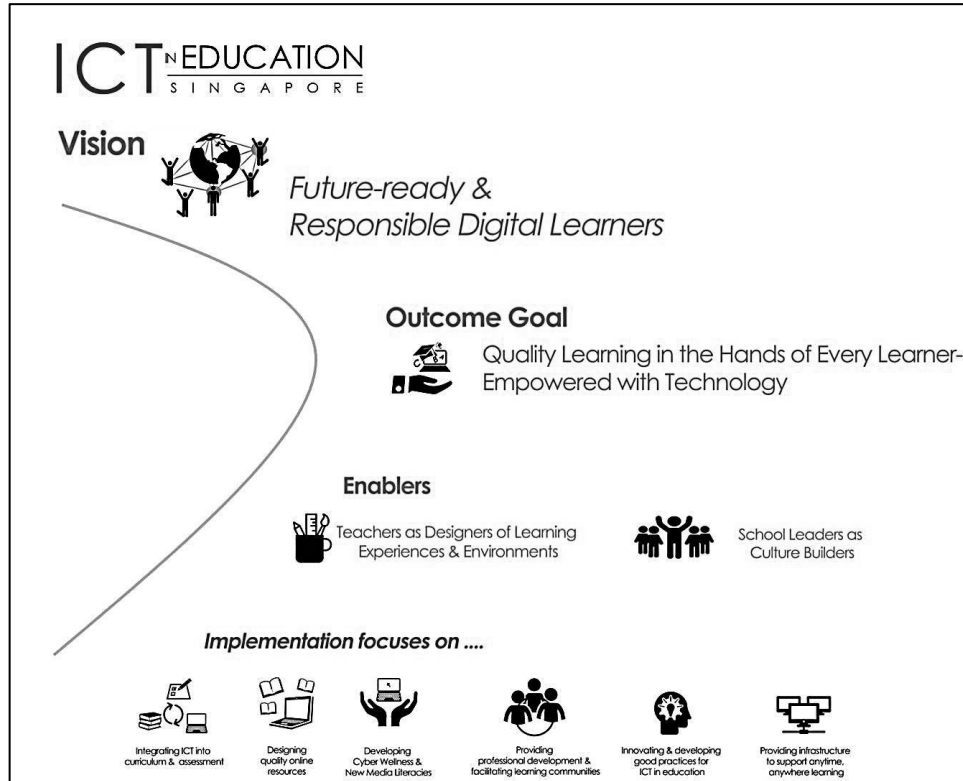 ICT IN EDUCATION
SINGAPORE
Vision
Future-ready &
Responsible Digital Learners
Outcome Goal
Quality Learning in the Hands of Every Learner-
Empowered with Technology
Enablers
Teachers as Designers of Learning
Experiences & Environments
School Leaders as
Culture Builders
Implementation focuses on ....
Integrating ICT into
curriculum & assessment
Designing
quality online
resources
Developing
Cyber Wellness &
New Media Literacies
Providing
professional development &
facilitating learning communities
Innovating & developing
good practices for
ICT in education
Providing infrastructure
to support anytime,
anywhere learning